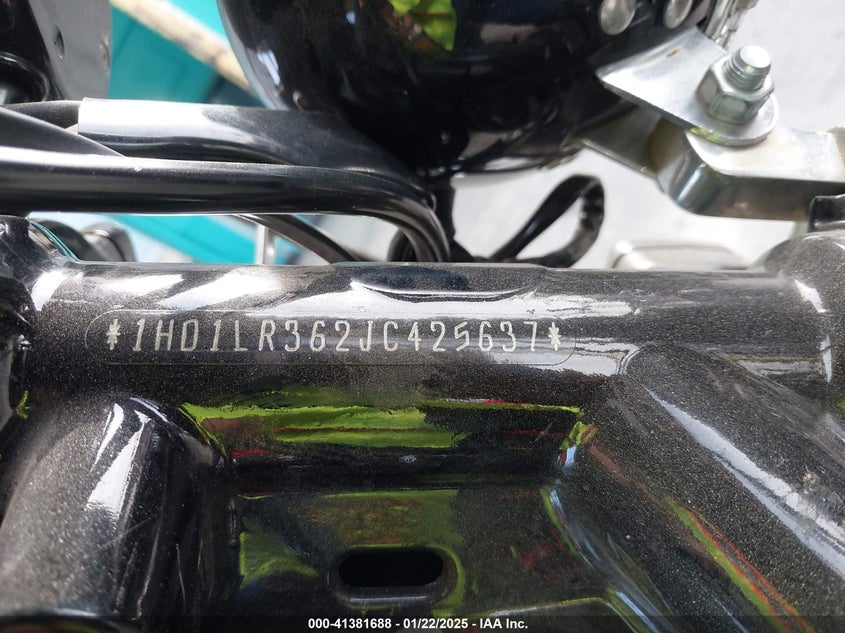 *1HD1LR362JC425637*
000-41381688 - 01/22/2025 - IAA Inc.